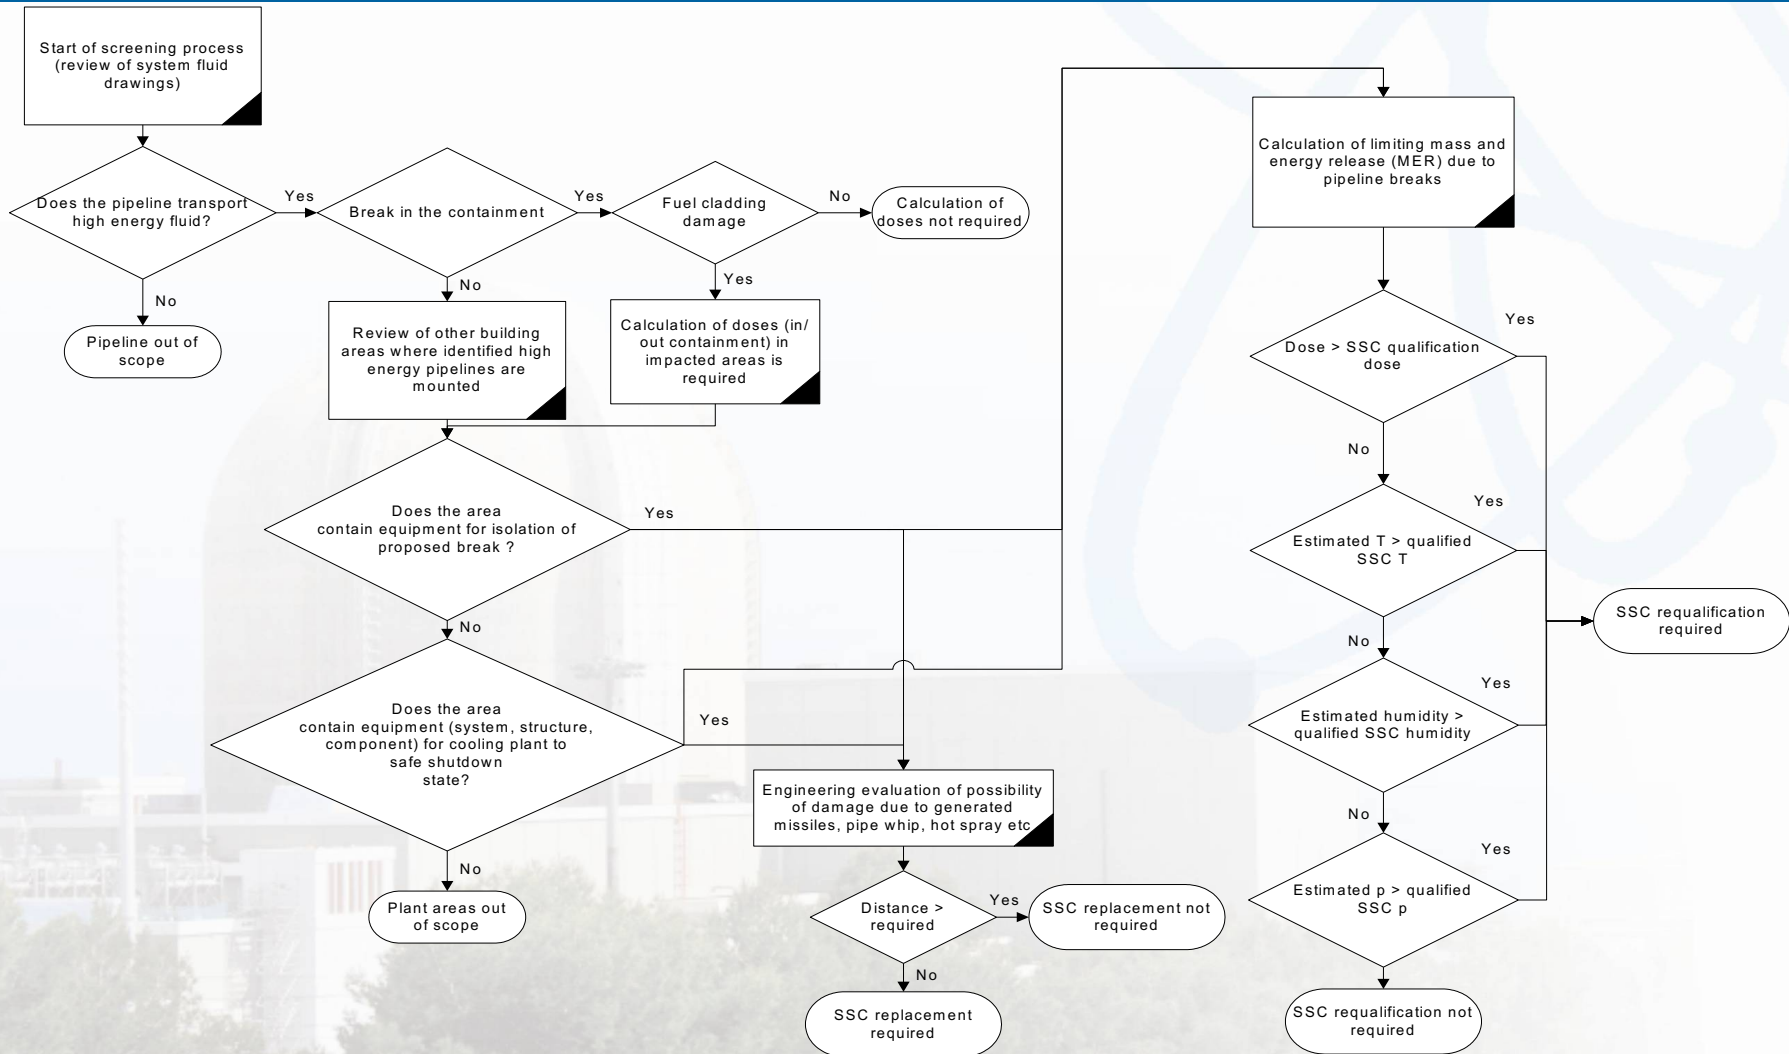 Start of screening process
(review of system fluid
drawings)
Does the pipeline transport
high energy fluid?
Yes
No
Pipeline out of
scope
Break in the containment
Yes
No
Fuel cladding
damage
No
Yes
Calculation of
doses not required
Review of other building
areas where identified high
energy pipelines are
mounted
Calculation of doses (in/
out containment) in
impacted areas is
required
Does the area
contain equipment for isolation of
proposed break ?
Yes
No
Does the area
contain equipment (system, structure,
component) for cooling plant to
safe shutdown
state?
Yes
No
Plant areas out
of scope
Engineering evaluation of possibility
of damage due to generated
missiles, pipe whip, hot spray etc
Distance >
required
Yes
No
SSC replacement not
required
SSC replacement
required
Calculation of limiting mass and
energy release (MER) due to
pipeline breaks
Dose > SSC qualification
dose
Yes
No
Estimated T > qualified
SSC T
Yes
No
Estimated humidity >
qualified SSC humidity
Yes
No
Estimated p > qualified
SSC p
Yes
SSC requalification
required
SSC requalification not
required